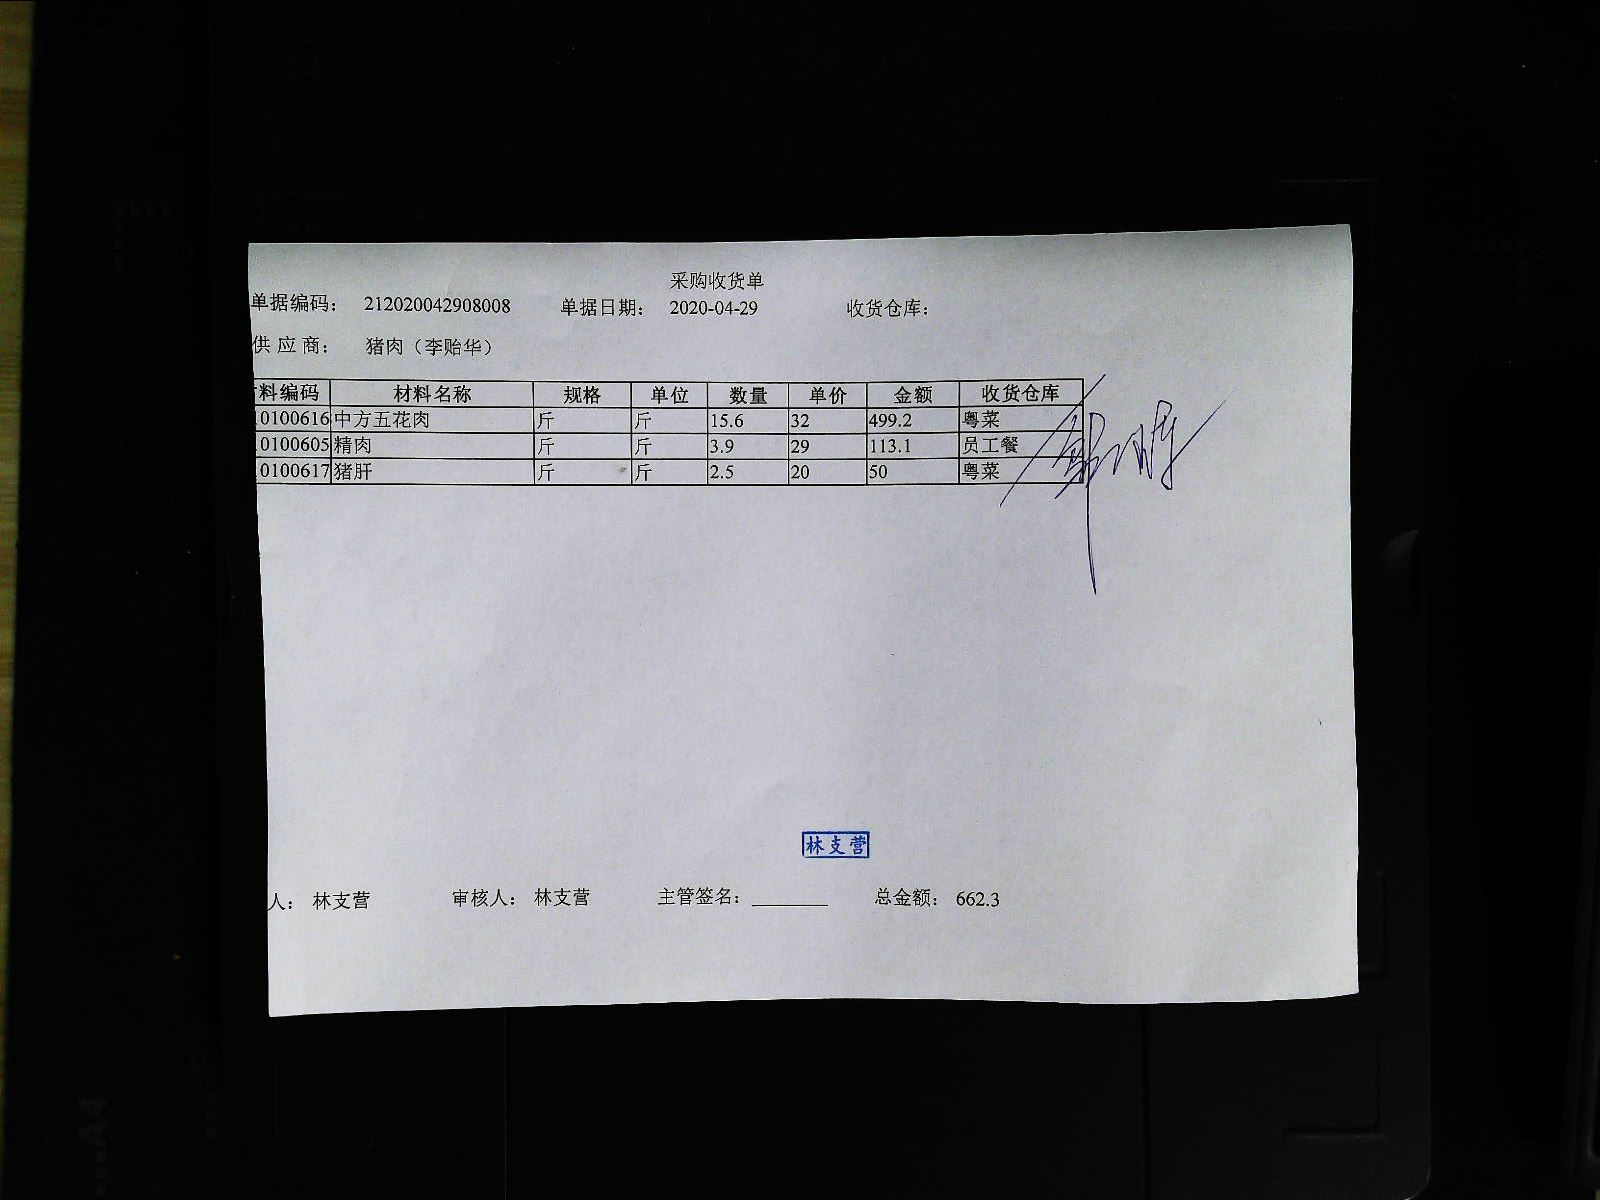 采购收货单
单据编码： 212020042908008 单据日期： 2020-04-29 收货仓库：
供 应 商： 猪肉（李贻华）
料编码 材料名称 规格 单位 数量 单价 金额 收货仓库
0100616 中方五花肉 斤 斤 15.6 32 499.2 粤菜
0100605 精肉 斤 斤 3.9 29 113.1 员工餐
0100617 猪肝 斤 斤 2.5 20 50 粤菜
林支营
人： 林支营 审核人： 林支营 主管签名：________ 总金额： 662.3